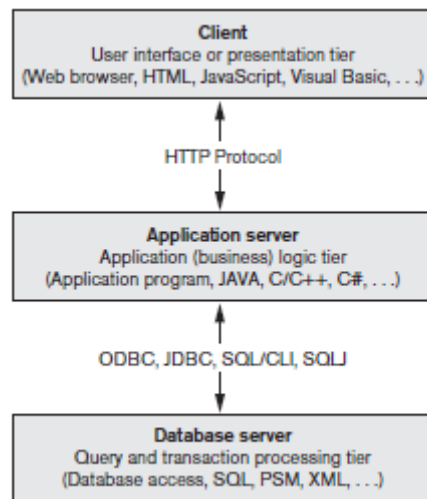 Client
User interface or presentation tier
(Web browser, HTML, JavaScript, Visual Basic, . . .)
HTTP Protocol
Application server
Application (business) logic tier
(Application program, JAVA, C/C++, C#, . . .)
ODBC, JDBC, SQL/CLI, SQLJ
Database server
Query and transaction processing tier
(Database access, SQL, PSM, XML, . . .)